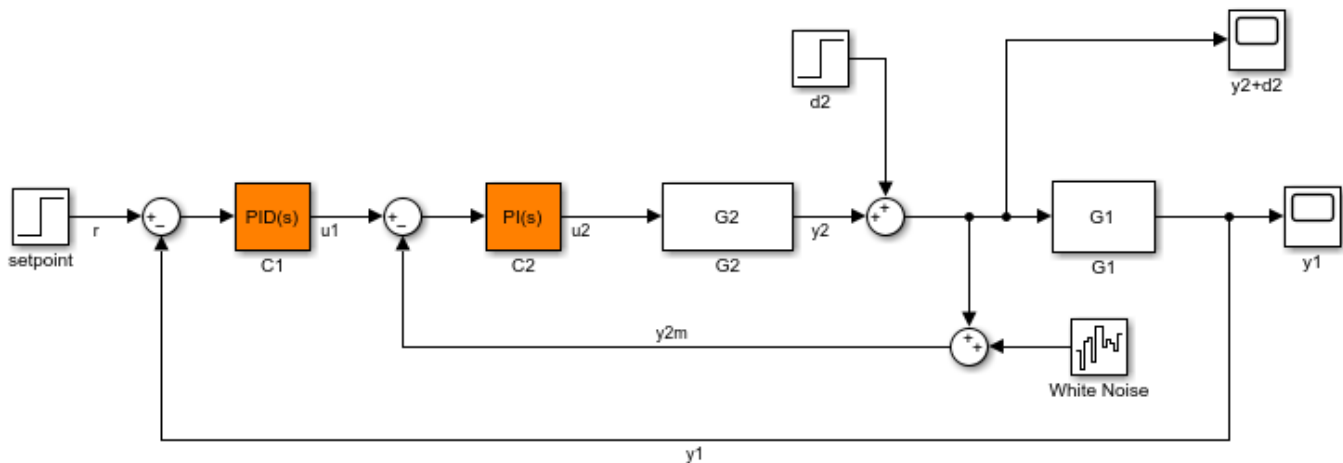 d2
y2+d2
setpoint
r
+
−
PID(s)
C1
u1
+
−
PI(s)
C2
u2
G2
G2
y2
+
+
G1
G1
y1
+
+
y2m
White Noise
y1